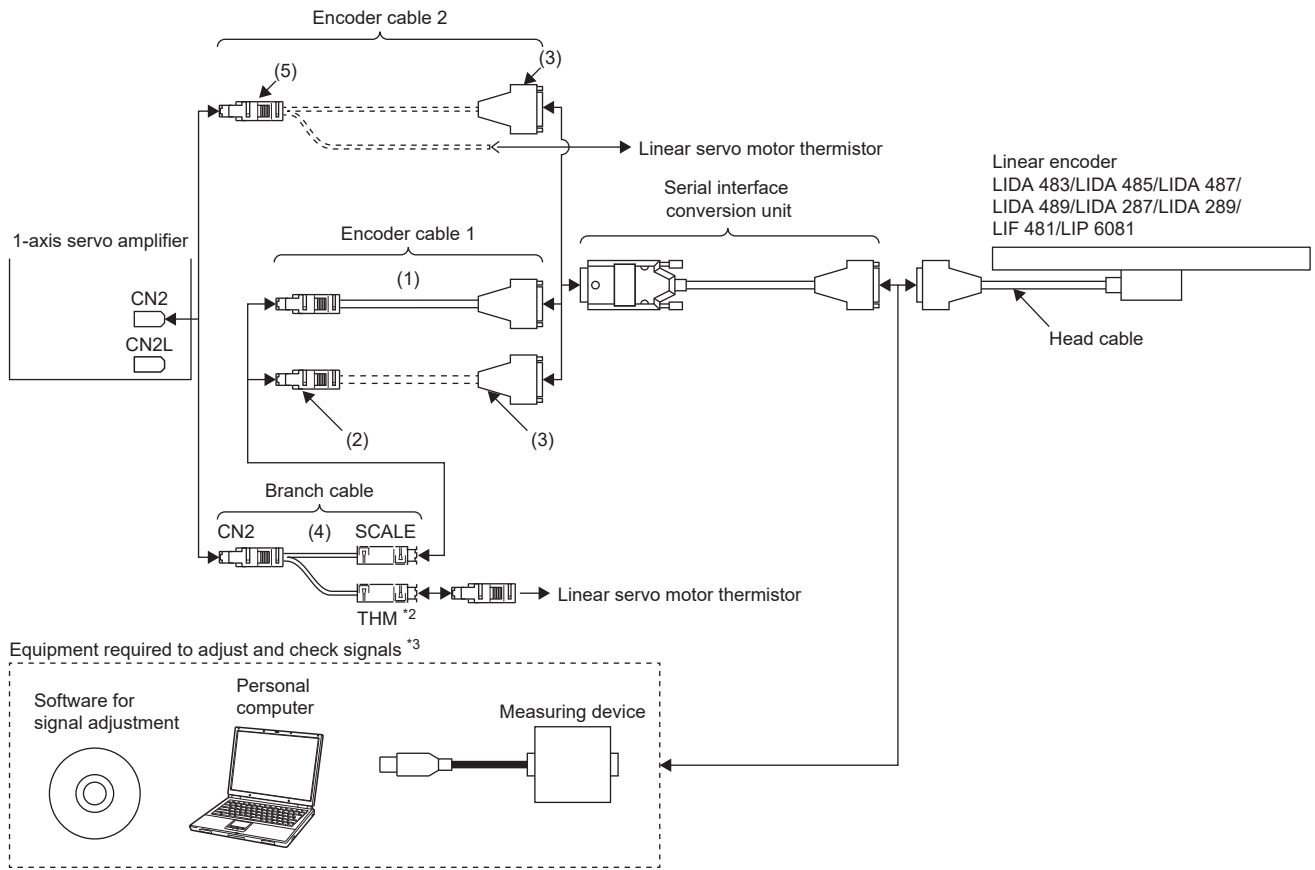 Encoder cable 2
(5)
(3)
Linear servo motor thermistor
Linear encoder
LIDA 483/LIDA 485/LIDA 487/
LIDA 489/LIDA 287/LIDA 289/
LIF 481/LIP 6081
Serial interface
conversion unit
1-axis servo amplifier
Encoder cable 1
(1)
CN2
CN2L
Head cable
(2)
(3)
Branch cable
CN2
(4)
SCALE
Linear servo motor thermistor
THM *2
Equipment required to adjust and check signals *3
Software for
signal adjustment
Personal
computer
Measuring device